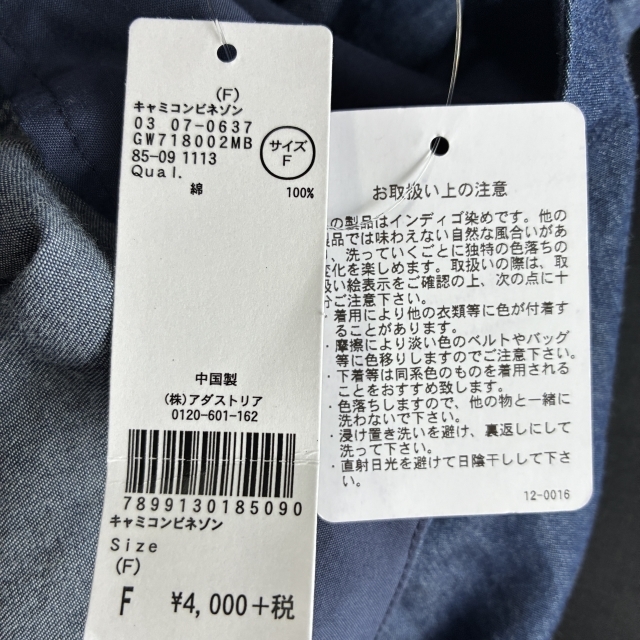 (F)
キャミコンビネゾン
03 07-0637
GW718002MB
85-09 1113
Qual.
サイズ
F
綿 100%
中国製
(株)アダストリア
0120-601-162
7899130185090
キャミコンビネゾン
Size
(F)
F ¥4,000+税
お取扱い上の注意
の製品はインディゴ染めです。他の
製品では味わえない自然な風合いがあ
り、洗っていくごとに独特の色落ちの
変化を楽しめます。取扱いの際は、取
扱い絵表示をご確認の上、次の点に十
分ご注意下さい。
・着用により他の衣類等に色が付着す
ることがあります。
・摩擦により淡い色のベルトやバッグ
等に色移りしますのでご注意下さい。
・下着等は同系色のものを着用される
ことをおすすめ致します。
・色落ちしますので、他の物と一緒に
洗わないで下さい。
・浸け置き洗いを避け、裏返しにして
洗って下さい。
・直射日光を避けて日陰干しして下さ
い。
12-0016